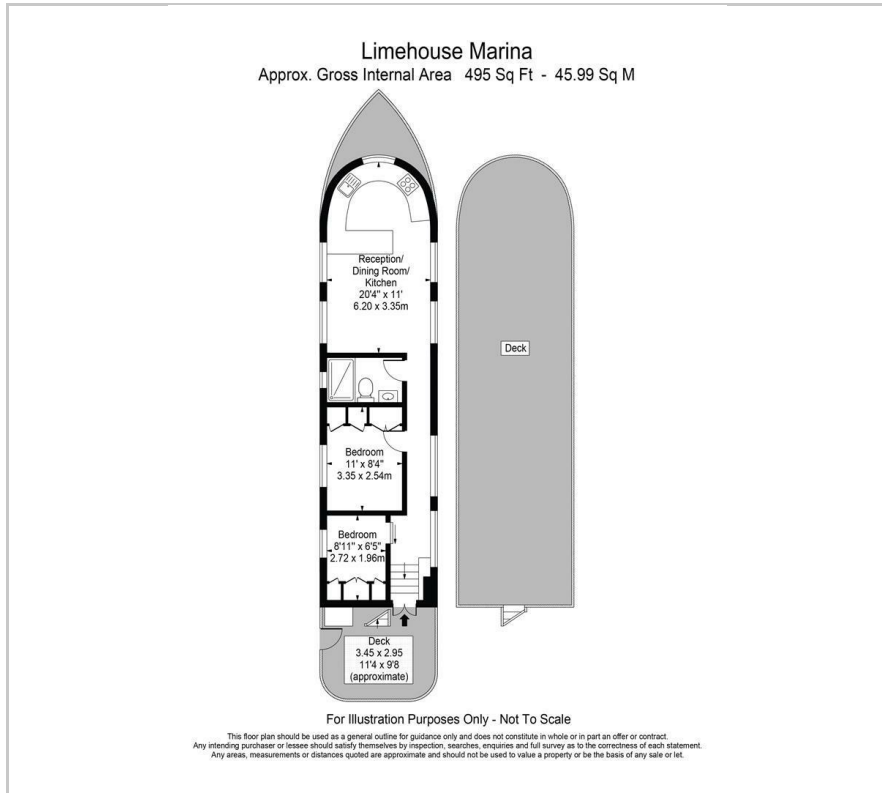 Limehouse Marina
Approx. Gross Internal Area 495 Sq Ft - 45.99 Sq M
Reception/
Dining Room/
Kitchen
20'4" x 11'
6.20 x 3.35m
Deck
Bedroom
11' x 8'4"
3.35 x 2.54m
Bedroom
8'11" x 6'5"
2.72 x 1.96m
Deck
3.45 x 2.95
11'4 x 9'8
(approximate)
For Illustration Purposes Only - Not To Scale
This floor plan should be used as a general outline for guidance only and does not constitute in whole or in part an offer or contract.
Any intending purchaser or lessee should satisfy themselves by inspection, searches, enquiries and full survey as to the correctness of each statement.
Any areas, measurements or distances quoted are approximate and should not be used to value a property or be the basis of any sale or let.